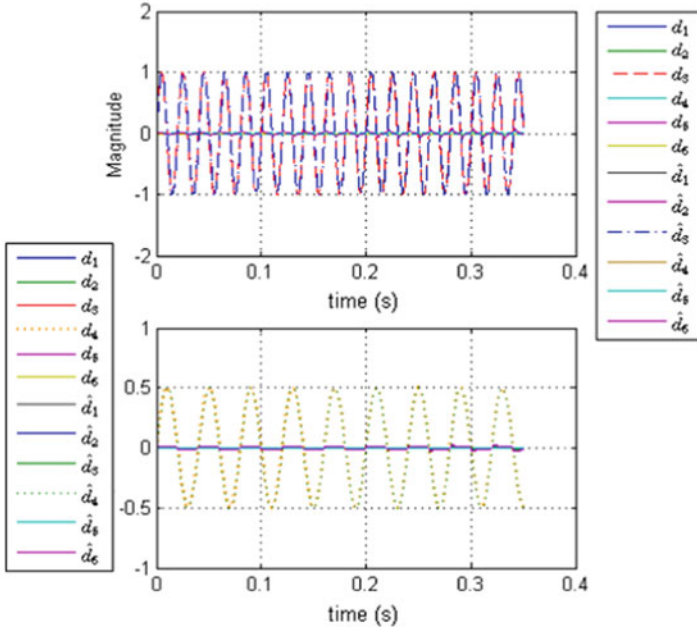 2
1
0
-1
-2
Magnitude
0
0.1
0.2
0.3
0.4
time (s)
d₁
d₂
d₃
d₄
d₅
d₆
d̂₁
d̂₂
d̂₃
d̂₄
d̂₅
d̂₆
d₁
d₂
d₃
d₄
d₅
d₆
d̂₁
d̂₂
d̂₃
d̂₄
d̂₅
d̂₆
1
0.5
0
-0.5
-1
0
0.1
0.2
0.3
0.4
time (s)